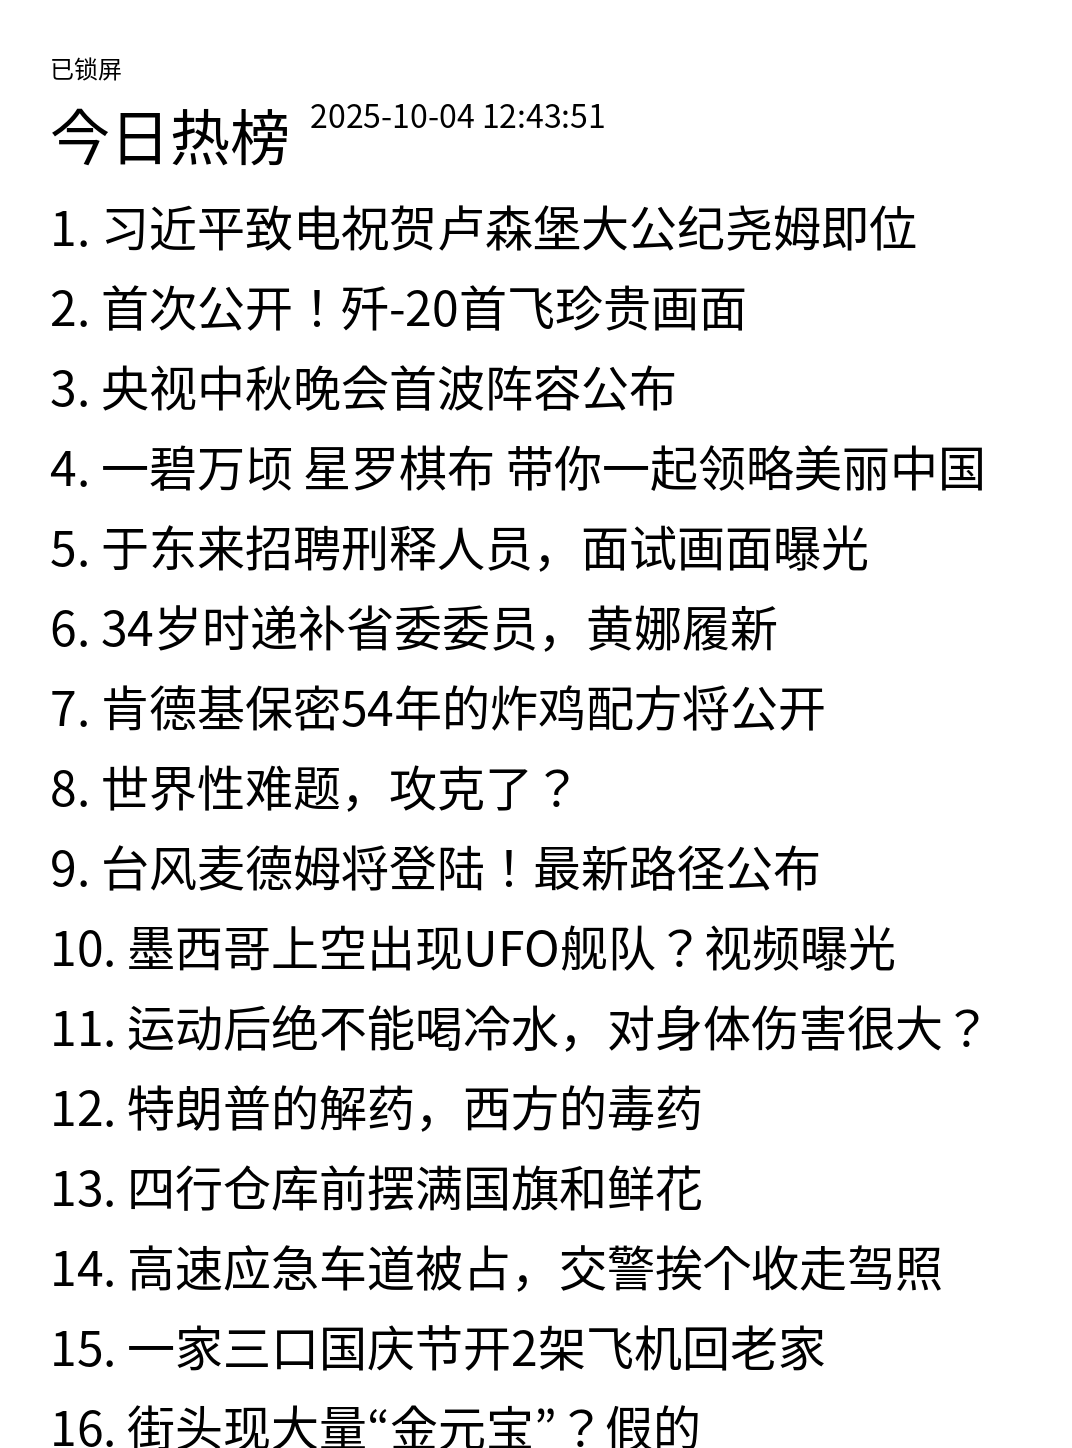 已锁屏
今日热榜 2025-10-04 12:43:51
1. 习近平致电祝贺卢森堡大公纪尧姆即位
2. 首次公开！歼-20首飞珍贵画面
3. 央视中秋晚会首波阵容公布
4. 一碧万顷 星罗棋布 带你一起领略美丽中国
5. 于东来招聘刑释人员，面试画面曝光
6. 34岁时递补省委委员，黄娜履新
7. 肯德基保密54年的炸鸡配方将公开
8. 世界性难题，攻克了？
9. 台风麦德姆将登陆！最新路径公布
10. 墨西哥上空出现UFO舰队？视频曝光
11. 运动后绝不能喝冷水，对身体伤害很大？
12. 特朗普的解药，西方的毒药
13. 四行仓库前摆满国旗和鲜花
14. 高速应急车道被占，交警挨个收走驾照
15. 一家三口国庆节开2架飞机回老家
16. 街头现大量“金元宝”？假的